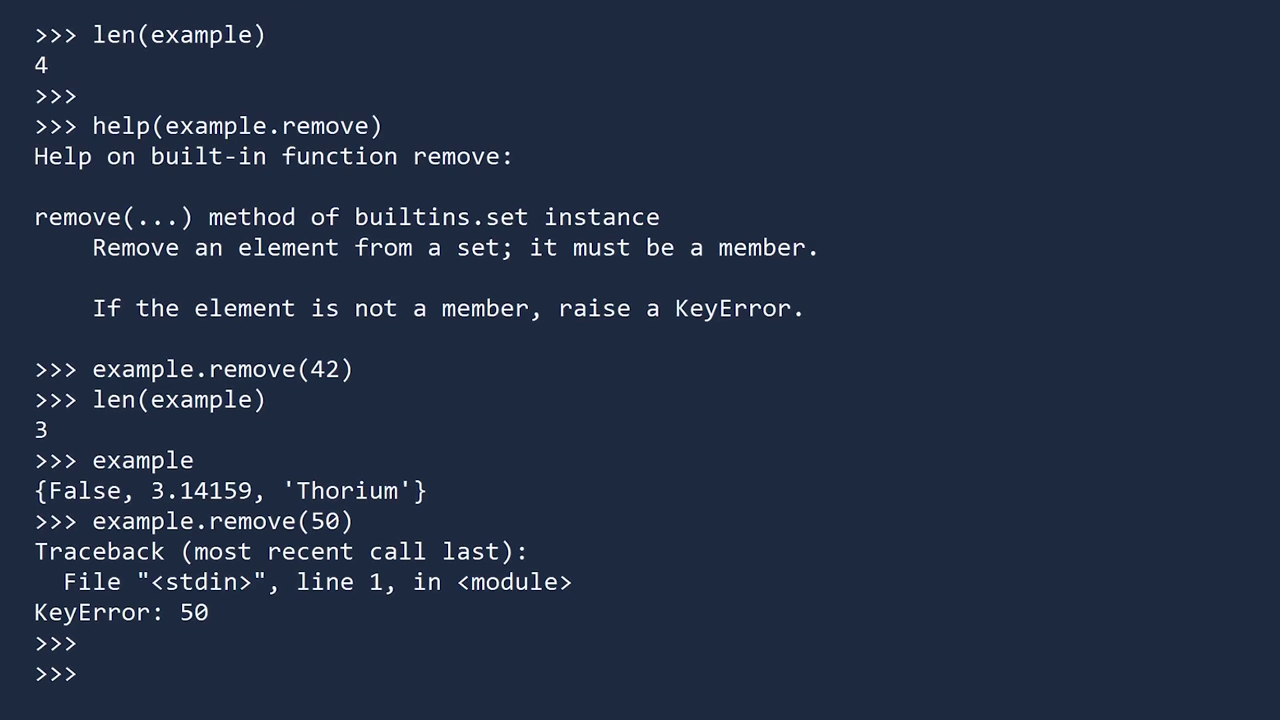 >>> len(example)
4
>>>
>>> help(example.remove)
Help on built-in function remove:

remove(...) method of builtins.set instance
    Remove an element from a set; it must be a member.

    If the element is not a member, raise a KeyError.

>>> example.remove(42)
>>> len(example)
3
>>> example
{False, 3.14159, 'Thorium'}
>>> example.remove(50)
Traceback (most recent call last):
  File "<stdin>", line 1, in <module>
KeyError: 50
>>>
>>>